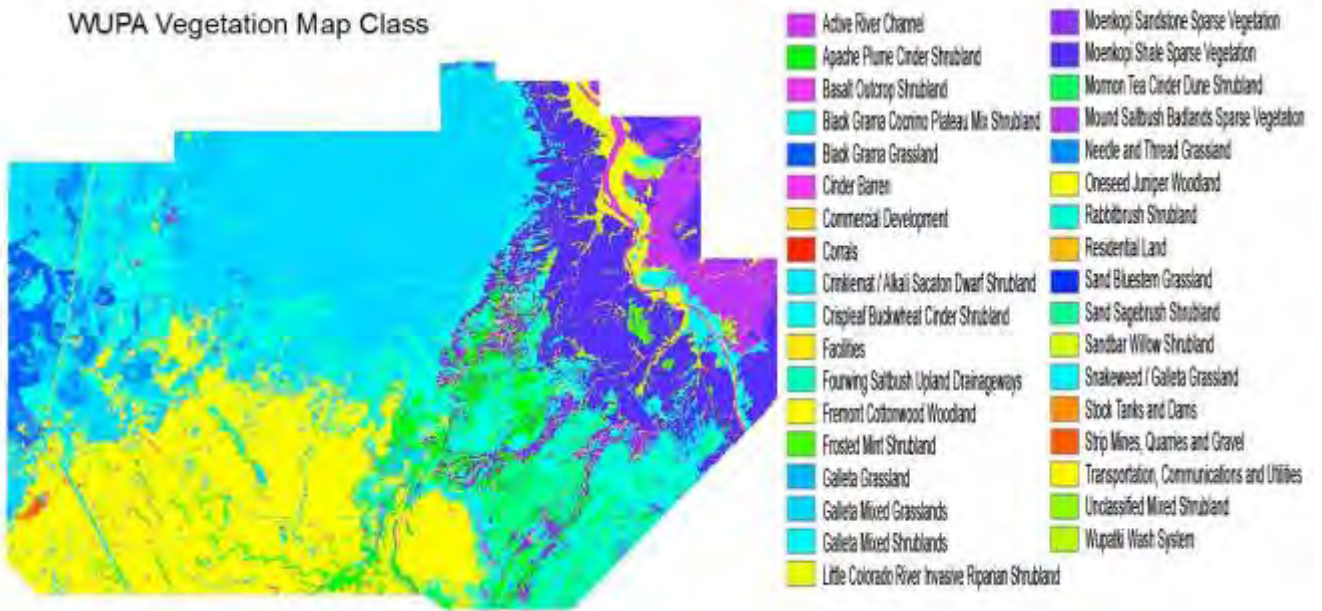 WUPA Vegetation Map Class
Active River Channel
Apache Plume Cinder Shrubland
Basalt Outcrop Shrubland
Black Grama Coconino Plateau Mix Shrubland
Black Grama Grassland
Cinder Barren
Commercial Development
Corrals
Crinklemat / Alkali Sacaton Dwarf Shrubland
Crispleaf Buckwheat Cinder Shrubland
Facilities
Fourwing Saltbush Upland Drainageways
Fremont Cottonwood Woodland
Frosted Mint Shrubland
Galleta Grassland
Galleta Mixed Grasslands
Galleta Mixed Shrublands
Little Colorado River Invasive Riparian Shrubland
Moenkopi Sandstone Sparse Vegetation
Moenkopi Shale Sparse Vegetation
Mormon Tea Cinder Dune Shrubland
Mound Saltbush Badlands Sparse Vegetation
Needle and Thread Grassland
Oneseed Juniper Woodland
Rabbitbrush Shrubland
Residential Land
Sand Bluestem Grassland
Sand Sagebrush Shrubland
Sandbar Willow Shrubland
Snakeweed / Galleta Grassland
Stock Tanks and Dams
Strip Mines, Quarries and Gravel
Transportation, Communications and Utilities
Unclassified Mixed Shrubland
Wupatki Wash System